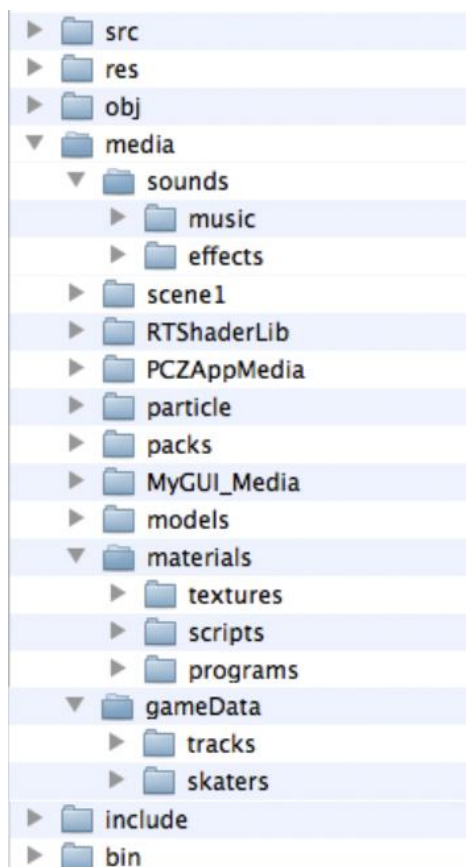 src
res
obj
media
sounds
music
effects
scene1
RTShaderLib
PCZAppMedia
particle
packs
MyGUI_Media
models
materials
textures
scripts
programs
gameData
tracks
skaters
include
bin